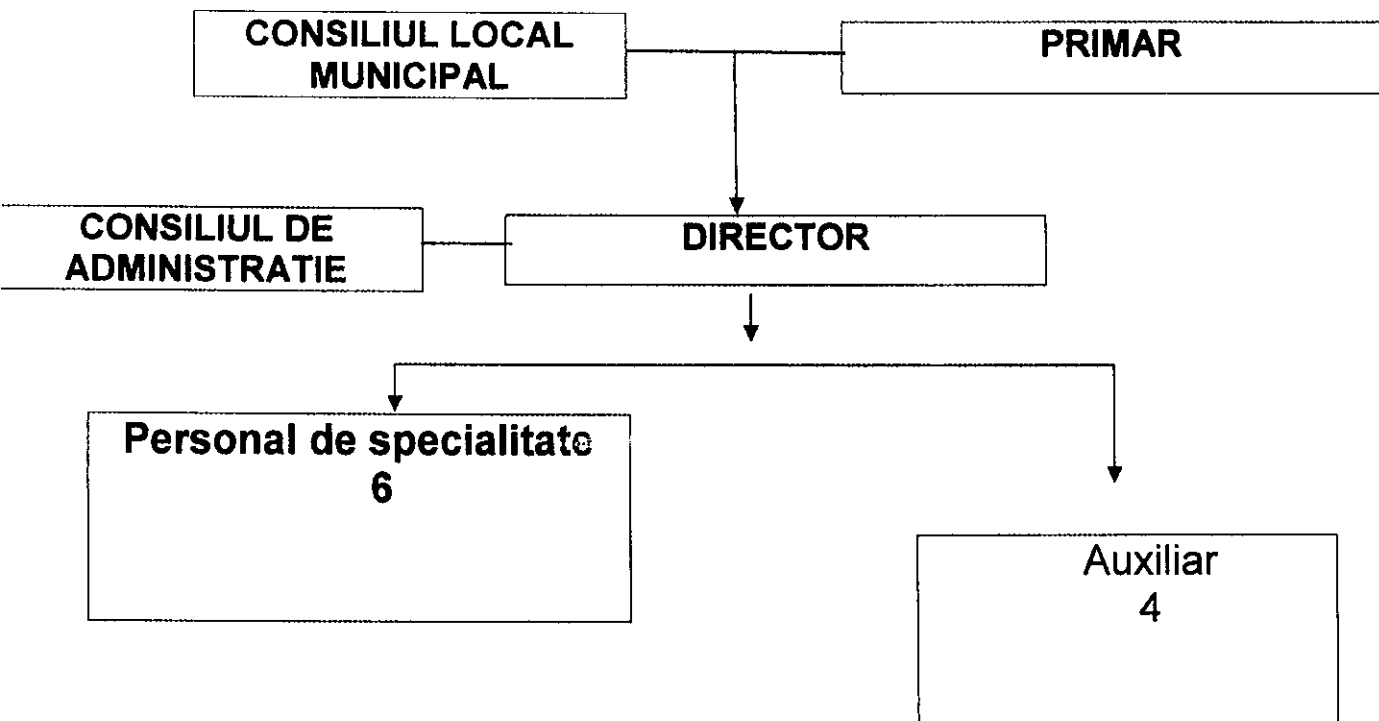 CONSILIUL LOCAL
MUNICIPAL
PRIMAR
CONSILIUL DE
ADMINISTRATIE
DIRECTOR
Personal de specialitate
6
Auxiliar
4